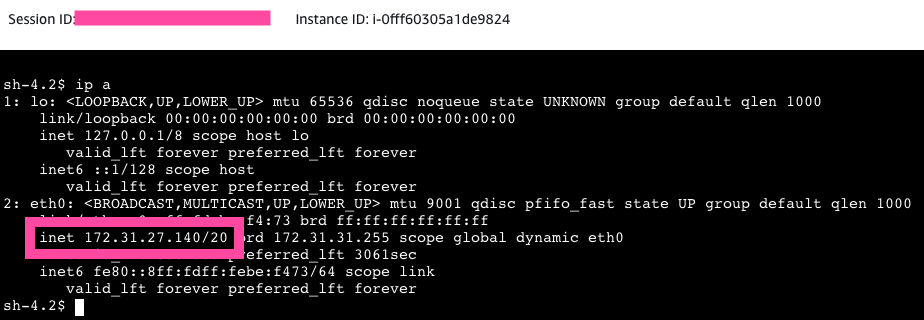 Session ID: Instance ID: i-0fff60305a1de9824
sh-4.2$ ip a
1: lo: <LOOPBACK,UP,LOWER_UP> mtu 65536 qdisc noqueue state UNKNOWN group default qlen 1000
link/loopback 00:00:00:00:00:00 brd 00:00:00:00:00:00
inet 127.0.0.1/8 scope host lo
valid_lft forever preferred_lft forever
inet6 ::1/128 scope host
valid_lft forever preferred_lft forever
2: eth0: <BROADCAST,MULTICAST,UP,LOWER_UP> mtu 9001 qdisc pfifo_fast state UP group default qlen 1000
f4:73 brd ff:ff:ff:ff:ff:ff
inet 172.31.27.140/20 brd 172.31.31.255 scope global dynamic eth0
preferred_lft 3061sec
inet6 fe80::8ff:fdff:febe:f473/64 scope link
valid_lft forever preferred_lft forever
sh-4.2$